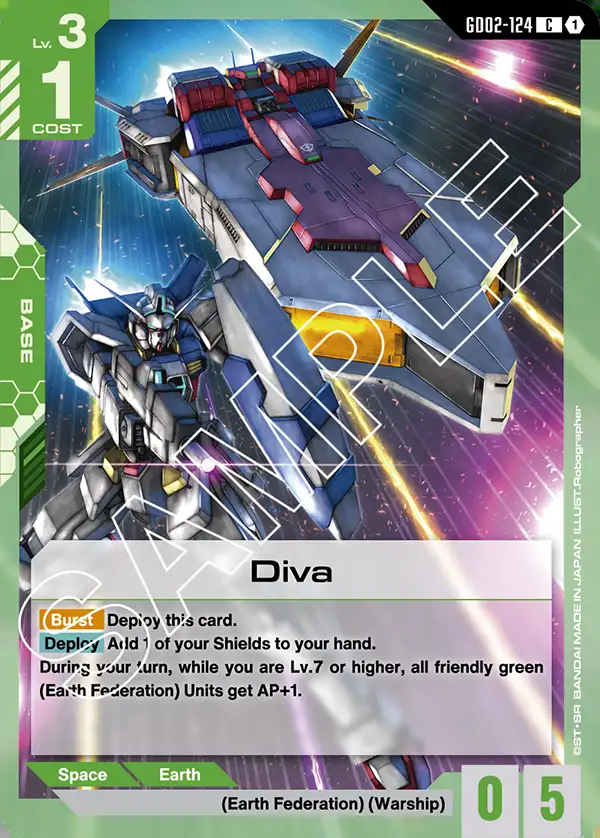 GD02-124 C 1
Lv. 3
1
COST
BASE
SAMPLE
©ST・SR BANDAI MADE IN JAPAN ILLUST.Robographer
Diva
Burst Deploy this card.
Deploy Add 1 of your Shields to your hand.
During your turn, while you are Lv.7 or higher, all friendly green
(Earth Federation) Units get AP+1.
Space Earth
(Earth Federation) (Warship)
0 5